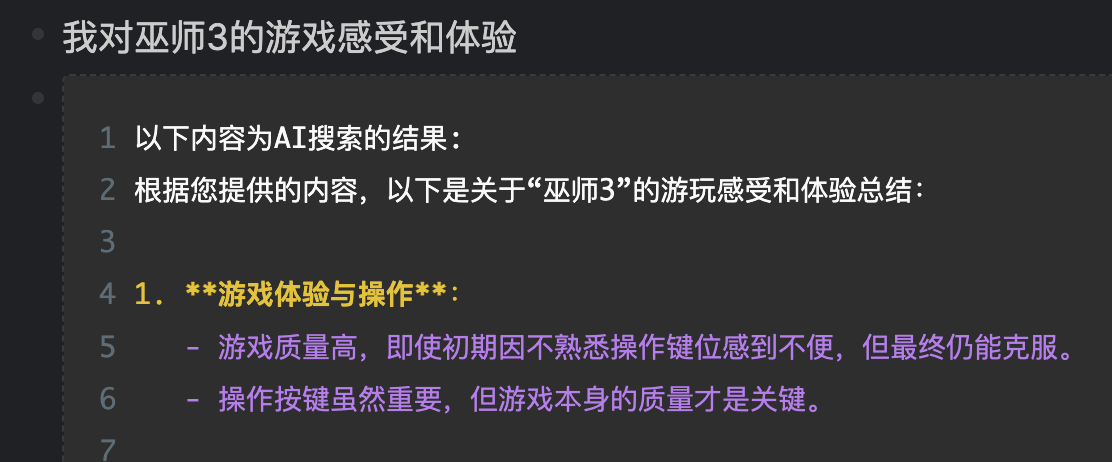 我对巫师3的游戏感受和体验
1 以下内容为AI搜索的结果：
2 根据您提供的内容，以下是关于“巫师3”的游玩感受和体验总结：
3
4 1. **游戏体验与操作**：
5    - 游戏质量高，即使初期因不熟悉操作键位感到不便，但最终仍能克服。
6    - 操作按键虽然重要，但游戏本身的质量才是关键。
7